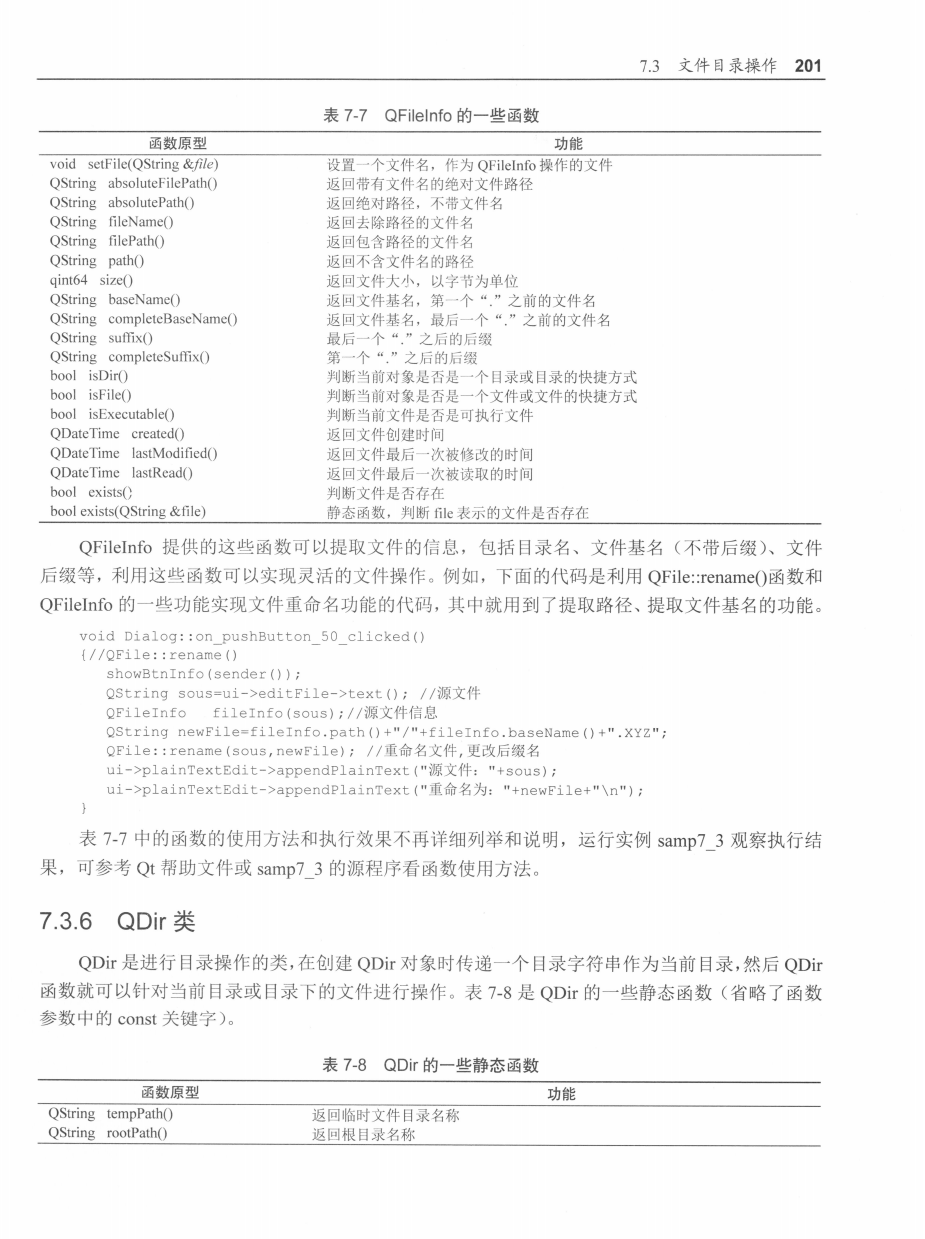 7.3 文件目录操作 201
表 7-7 QFileInfo 的一些函数
函数原型 功能
void setFile(QString &file) 设置一个文件名，作为 QFileInfo 操作的文件
QString absoluteFilePath() 返回带有文件名的绝对文件路径
QString absolutePath() 返回绝对路径，不带文件名
QString fileName() 返回去除路径的文件名
QString filePath() 返回包含路径的文件名
QString path() 返回不含文件名的路径
qint64 size() 返回文件大小，以字节为单位
QString baseName() 返回文件基名，第一个“.”之前的文件名
QString completeBaseName() 返回文件基名，最后一个“.”之前的文件名
QString suffix() 最后一个“.”之后的后缀
QString completeSuffix() 第一个“.”之后的后缀
bool isDir() 判断当前对象是否是一个目录或目录的快捷方式
bool isFile() 判断当前对象是否是一个文件或文件的快捷方式
bool isExecutable() 判断当前文件是否是可执行文件
QDateTime created() 返回文件创建时间
QDateTime lastModified() 返回文件最后一次被修改的时间
QDateTime lastRead() 返回文件最后一次被读取的时间
bool exists() 判断文件是否存在
bool exists(QString &file) 静态函数，判断 file 表示的文件是否存在
QFileInfo 提供的这些函数可以提取文件的信息，包括目录名、文件基名（不带后缀）、文件
后缀等，利用这些函数可以实现灵活的文件操作。例如，下面的代码是利用 QFile::rename()函数和
QFileInfo 的一些功能实现文件重命名功能的代码，其中就用到了提取路径、提取文件基名的功能。
void Dialog::on_pushButton_50_clicked()
{//QFile::rename()
showBtnInfo(sender());
QString sous=ui->editFile->text(); //源文件
QFileInfo fileInfo(sous);//源文件信息
QString newFile=fileInfo.path()+"/"+fileInfo.baseName()+".XYZ";
QFile::rename(sous,newFile); //重命名文件,更改后缀名
ui->plainTextEdit->appendPlainText("源文件："+sous);
ui->plainTextEdit->appendPlainText("重命名为："+newFile+"\n");
}
表 7-7 中的函数的使用方法和执行效果不再详细列举和说明，运行实例 samp7_3 观察执行结
果，可参考 Qt 帮助文件或 samp7_3 的源程序看函数使用方法。
7.3.6 QDir 类
QDir 是进行目录操作的类，在创建 QDir 对象时传递一个目录字符串作为当前目录，然后 QDir
函数就可以针对当前目录或目录下的文件进行操作。表 7-8 是 QDir 的一些静态函数（省略了函数
参数中的 const 关键字）。
表 7-8 QDir 的一些静态函数
函数原型 功能
QString tempPath() 返回临时文件目录名称
QString rootPath() 返回根目录名称